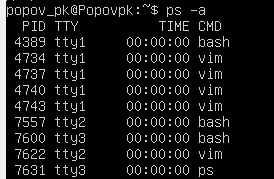 popov_pk@Popovpk:~$ ps -a
PID TTY TIME CMD
4389 tty1 00:00:00 bash
4734 tty1 00:00:00 vim
4737 tty1 00:00:00 vim
4740 tty1 00:00:00 vim
4743 tty1 00:00:00 vim
7557 tty2 00:00:00 bash
7600 tty3 00:00:00 bash
7622 tty2 00:00:00 vim
7631 tty3 00:00:00 ps